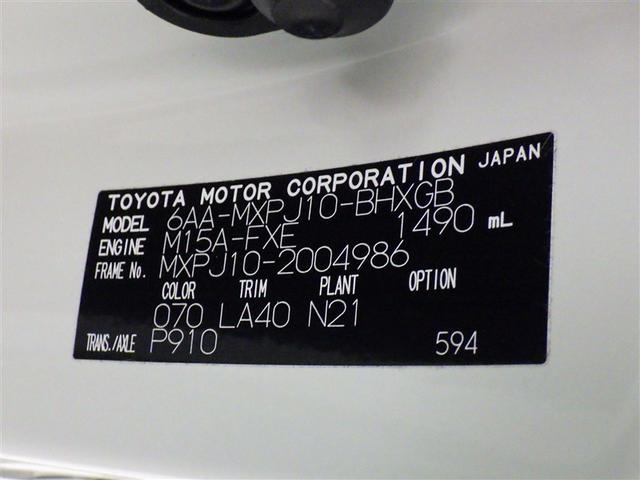 TOYOTA MOTOR CORPORATION JAPAN
MODEL 6AA-MXPJ10-BHXGB
ENGINE M15A-FXE 1490 mL
FRAME No. MXPJ10-2004986
COLOR TRIM PLANT OPTION
070 LA40 N21
TRANS./AXLE P910 594